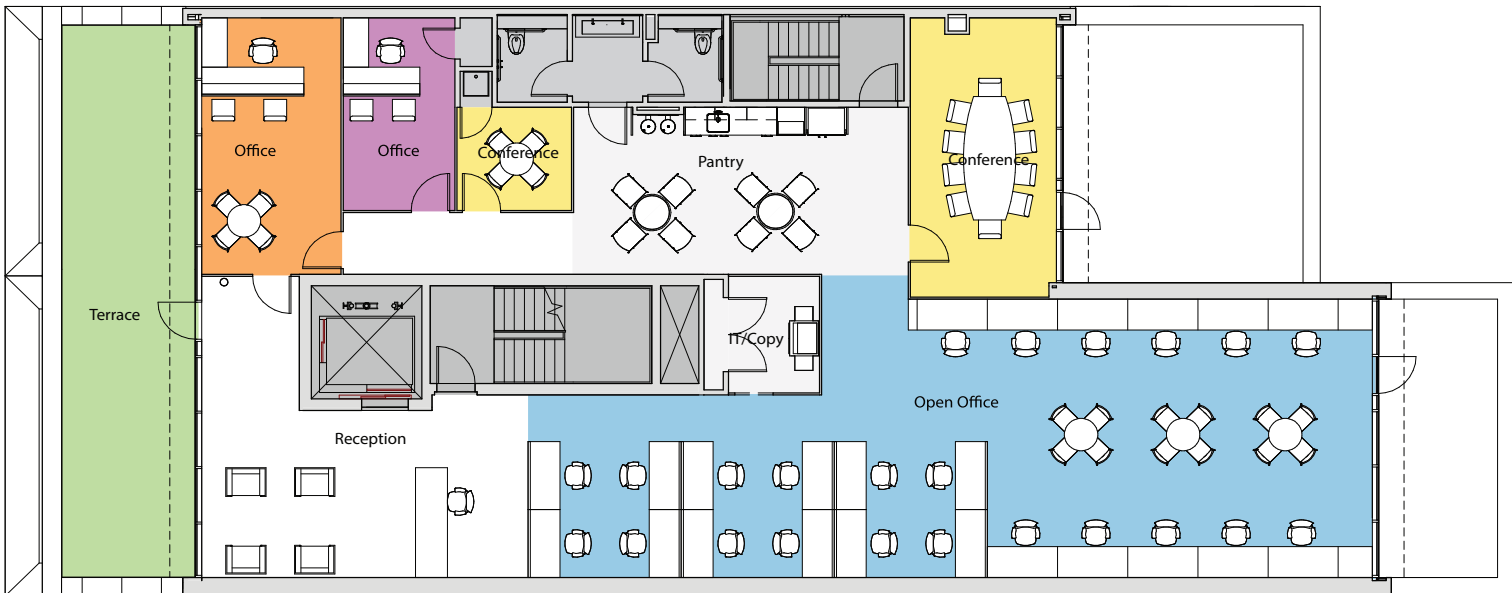 Office
Office
Conference
Pantry
Conference
Terrace
IT/Copy
Open Office
Reception